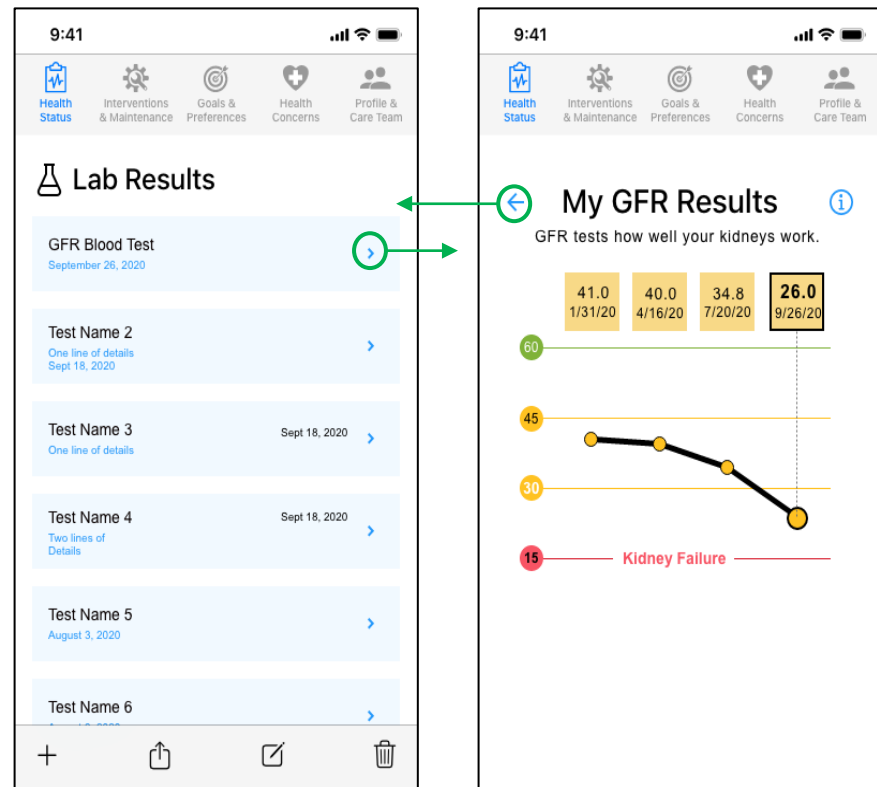 9:41
Health
Status
Interventions
& Maintenance
Goals &
Preferences
Health
Concerns
Profile &
Care Team
Lab Results
GFR Blood Test
September 26, 2020
Test Name 2
One line of details
Sept 18, 2020
Test Name 3
One line of details
Sept 18, 2020
Test Name 4
Two lines of
Details
Sept 18, 2020
Test Name 5
August 3, 2020
Test Name 6
9:41
Health
Status
Interventions
& Maintenance
Goals &
Preferences
Health
Concerns
Profile &
Care Team
My GFR Results
GFR tests how well your kidneys work.
41.0
1/31/20
40.0
4/16/20
34.8
7/20/20
26.0
9/26/20
60
45
30
15
Kidney Failure